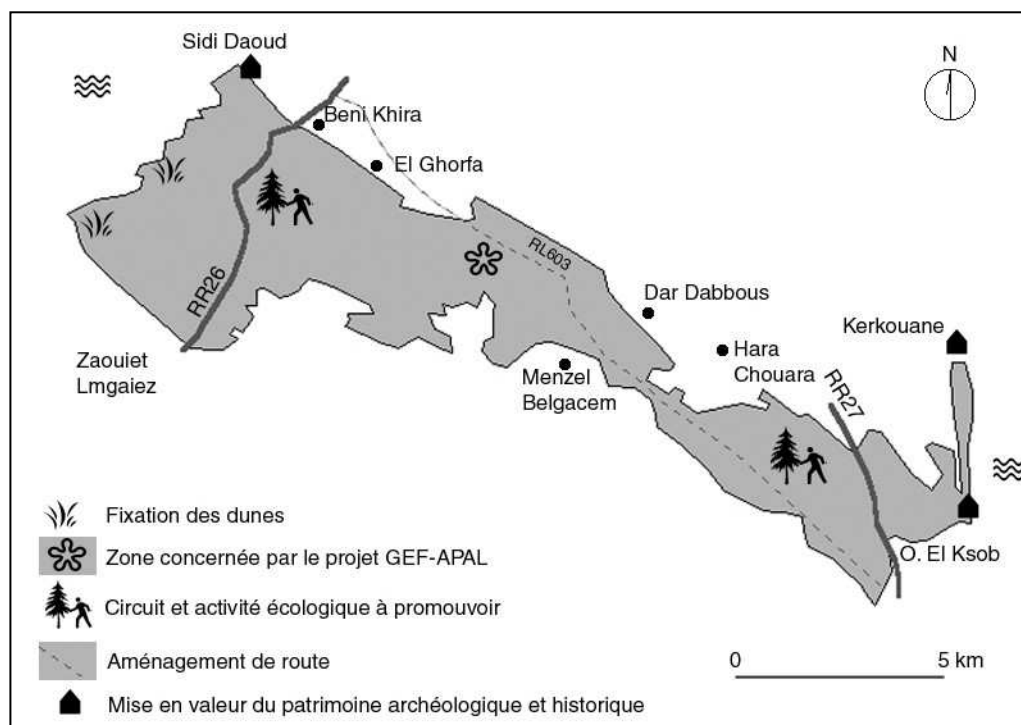 Sidi Daoud
N
Beni Khira
El Ghorfa
RL603
RR26
Dar Dabbous
Kerkouane
Zaouiet
Lmgaiez
Menzel
Belgacem
Hara
Chouara
RR27
O. El Ksob
Fixation des dunes
Zone concernée par le projet GEF-APAL
Circuit et activité écologique à promouvoir
Aménagement de route
Mise en valeur du patrimoine archéologique et historique
0 5 km